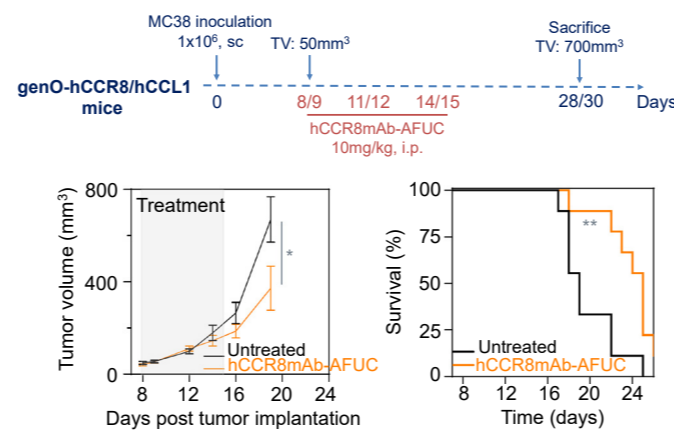 MC38 inoculation
1x10⁶, sc
TV: 50mm³
Sacrifice
TV: 700mm³
genO-hCCR8/hCCL1
mice
0
8/9
11/12
14/15
28/30
Days
hCCR8mAb-AFUC
10mg/kg, i.p.
Tumor volume (mm³)
800
400
0
Treatment
*
Untreated
hCCR8mAb-AFUC
8 12 16 20 24
Days post tumor implantation
Survival (%)
100
75
50
25
0
**
Untreated
hCCR8mAb-AFUC
8 12 16 20 24
Time (days)